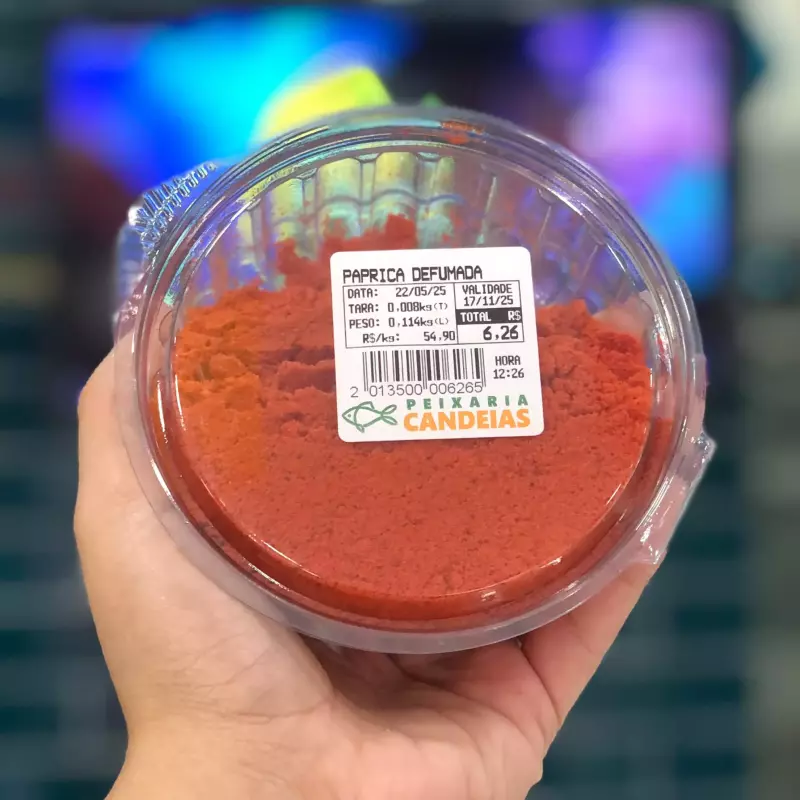 PAPRICA DEFUMADA
DATA: 22/05/25 VALIDADE
TARA: 0.008kg(T) 17/11/25
PESO: 0,114kg(L) TOTAL R$
R$/kg: 54,90 6,26
HORA
12:26
2 013500 006265
PEIXARIA
CANDEIAS